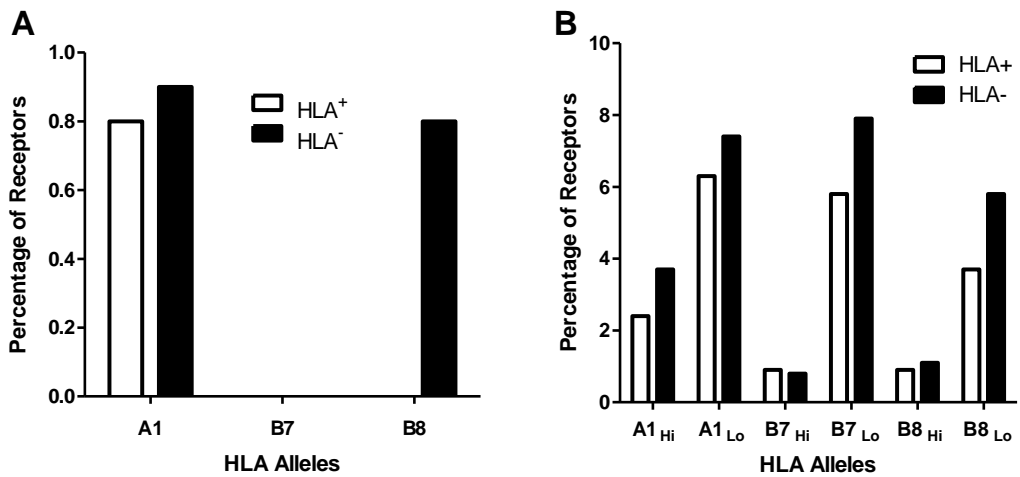 A
Percentage of Receptors
1.0
0.8
0.6
0.4
0.2
0.0
HLA+
HLA-
A1 B7 B8
HLA Alleles
B
Percentage of Receptors
10
8
6
4
2
0
HLA+
HLA-
A1 Hi A1 Lo B7 Hi B7 Lo B8 Hi B8 Lo
HLA Alleles